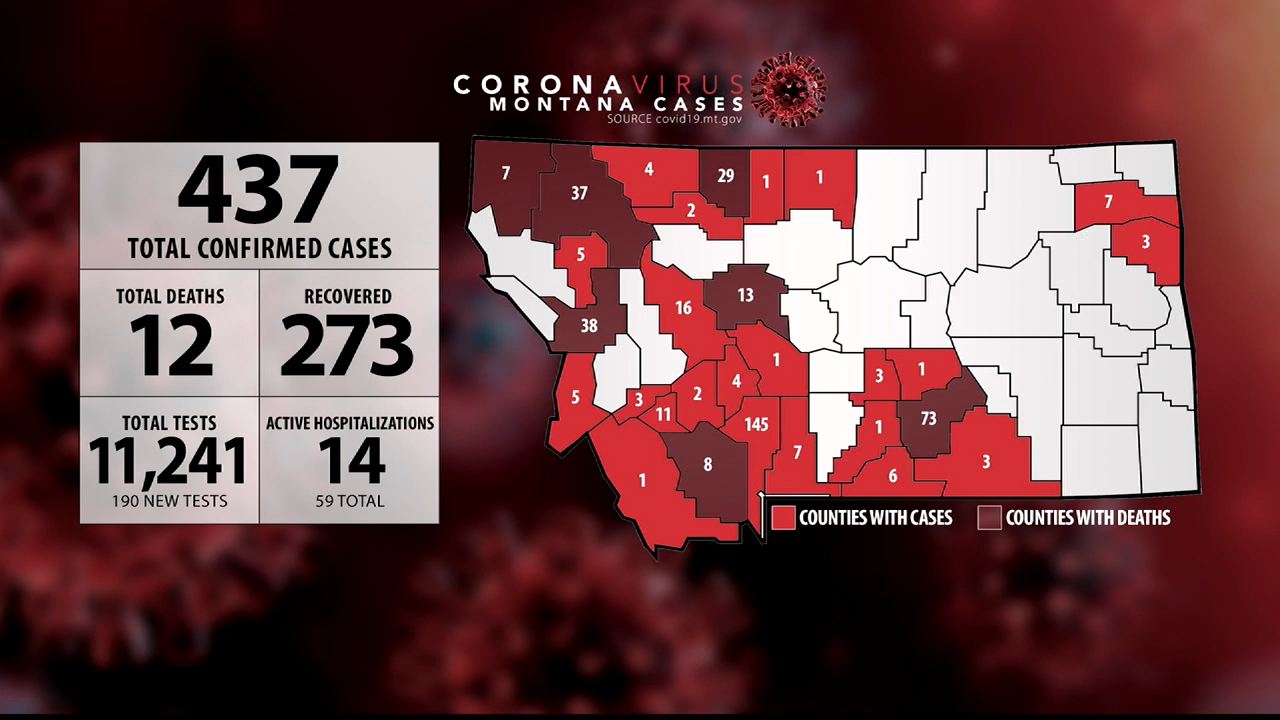 CORONAVIRUS
MONTANA CASES
SOURCE covid19.mt.gov
437
TOTAL CONFIRMED CASES
TOTAL DEATHS
12
RECOVERED
273
TOTAL TESTS
11,241
190 NEW TESTS
ACTIVE HOSPITALIZATIONS
14
59 TOTAL
7
37
4
29
1
1
2
5
7
3
38
16
13
1
3
1
5
3
11
2
4
145
1
73
7
1
8
6
3
COUNTIES WITH CASES
COUNTIES WITH DEATHS